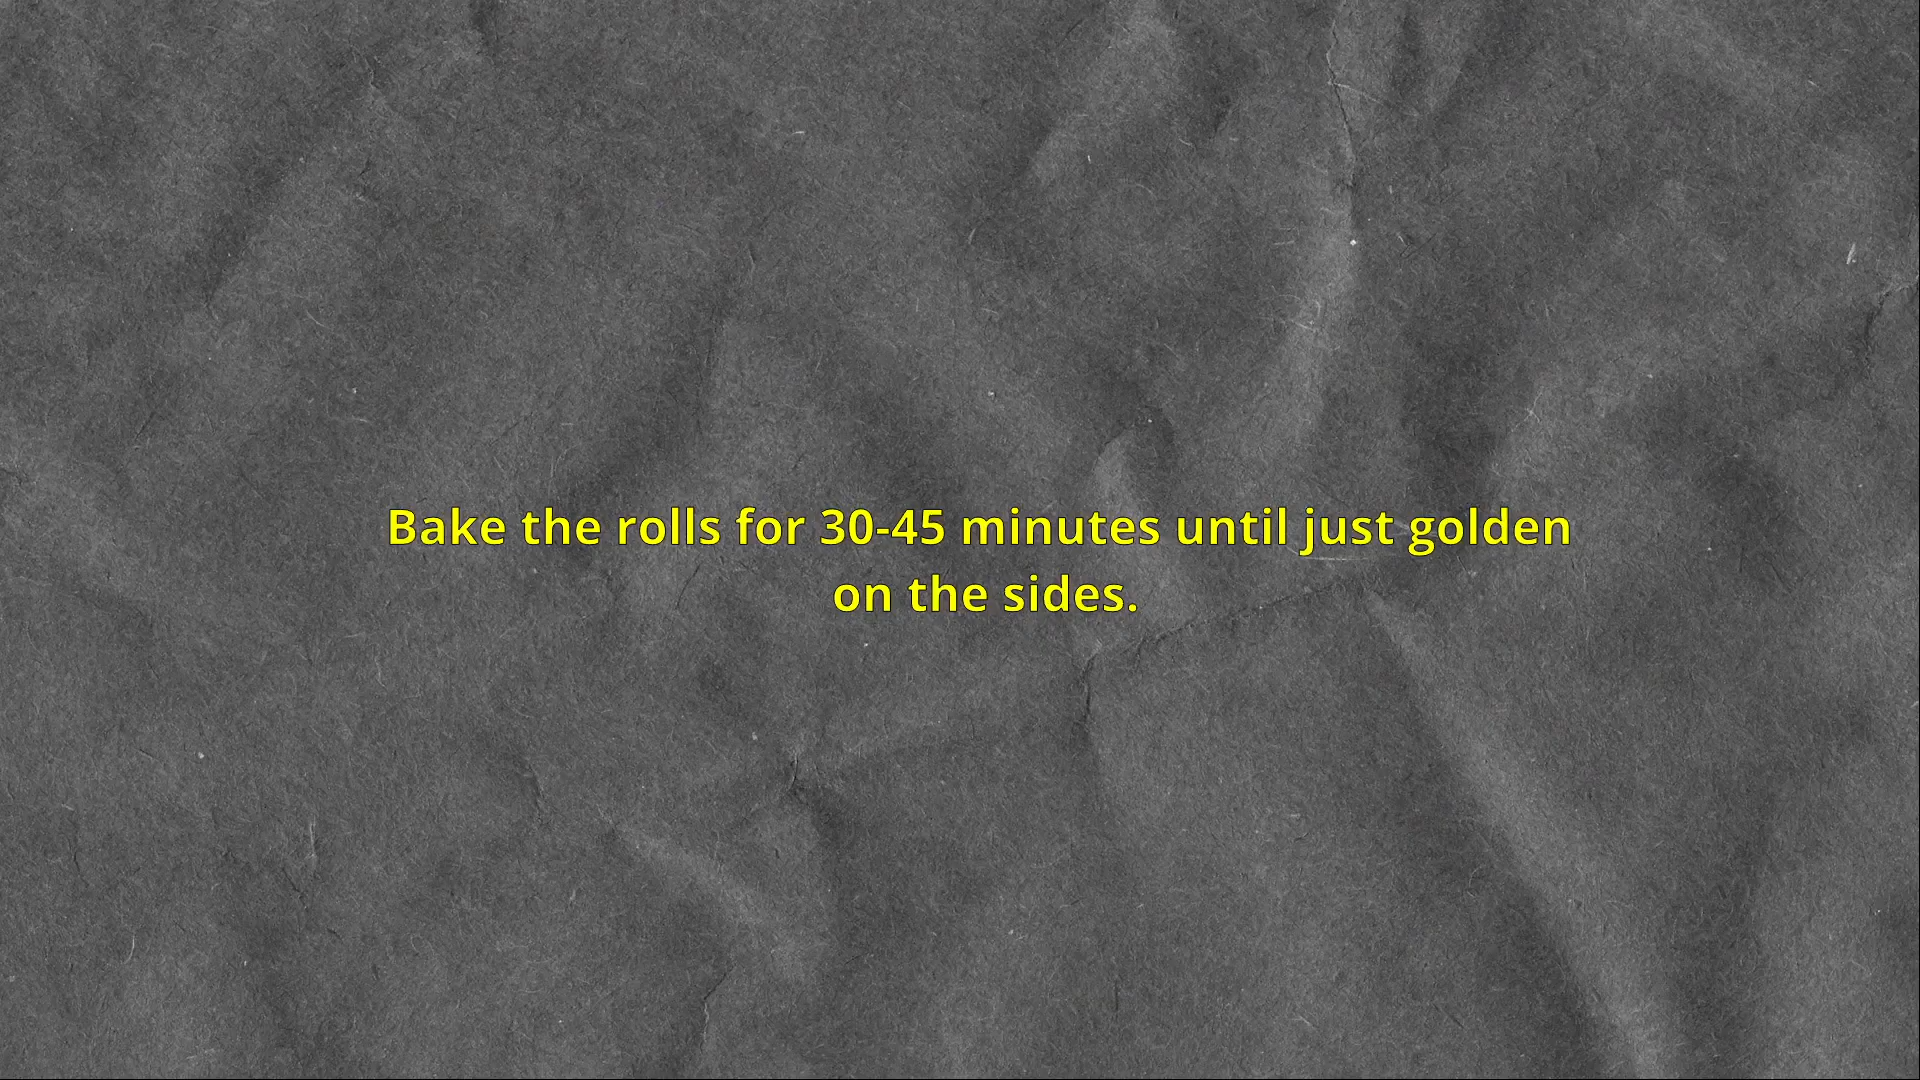 Bake the rolls for 30-45 minutes until just golden
on the sides.